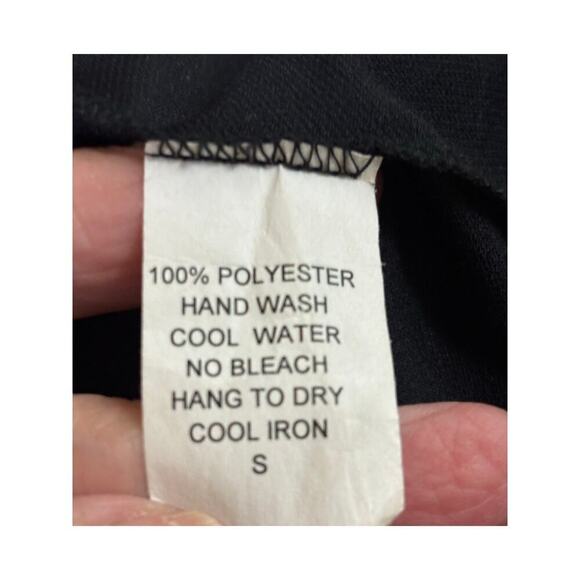 100% POLYESTER
HAND WASH
COOL WATER
NO BLEACH
HANG TO DRY
COOL IRON
S